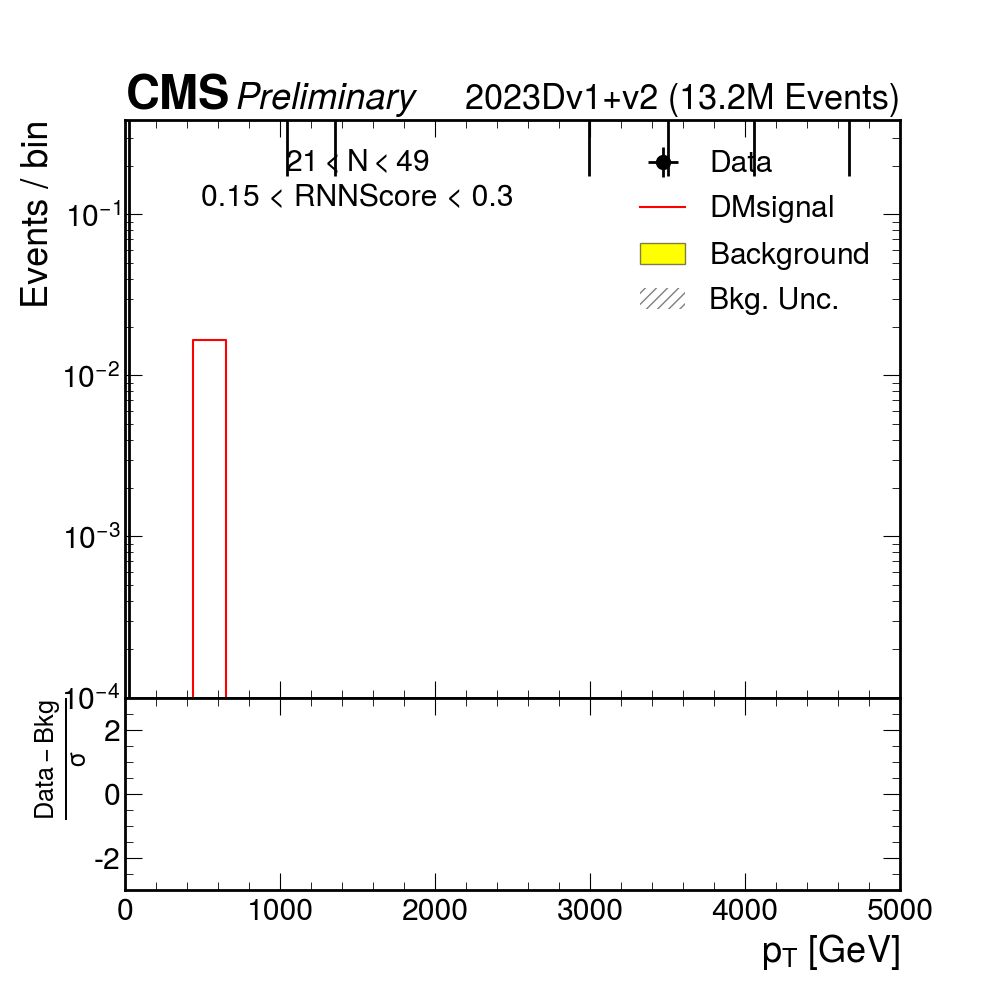 CMS Preliminary 2023Dv1+v2 (13.2M Events)
Events / bin
21 < N < 49
0.15 < RNNScore < 0.3
Data
DMsignal
Background
Bkg. Unc.
10⁻¹
10⁻²
10⁻³
10⁻⁴
Data – Bkg
σ
2
0
-2
0 1000 2000 3000 4000 5000
p_T [GeV]